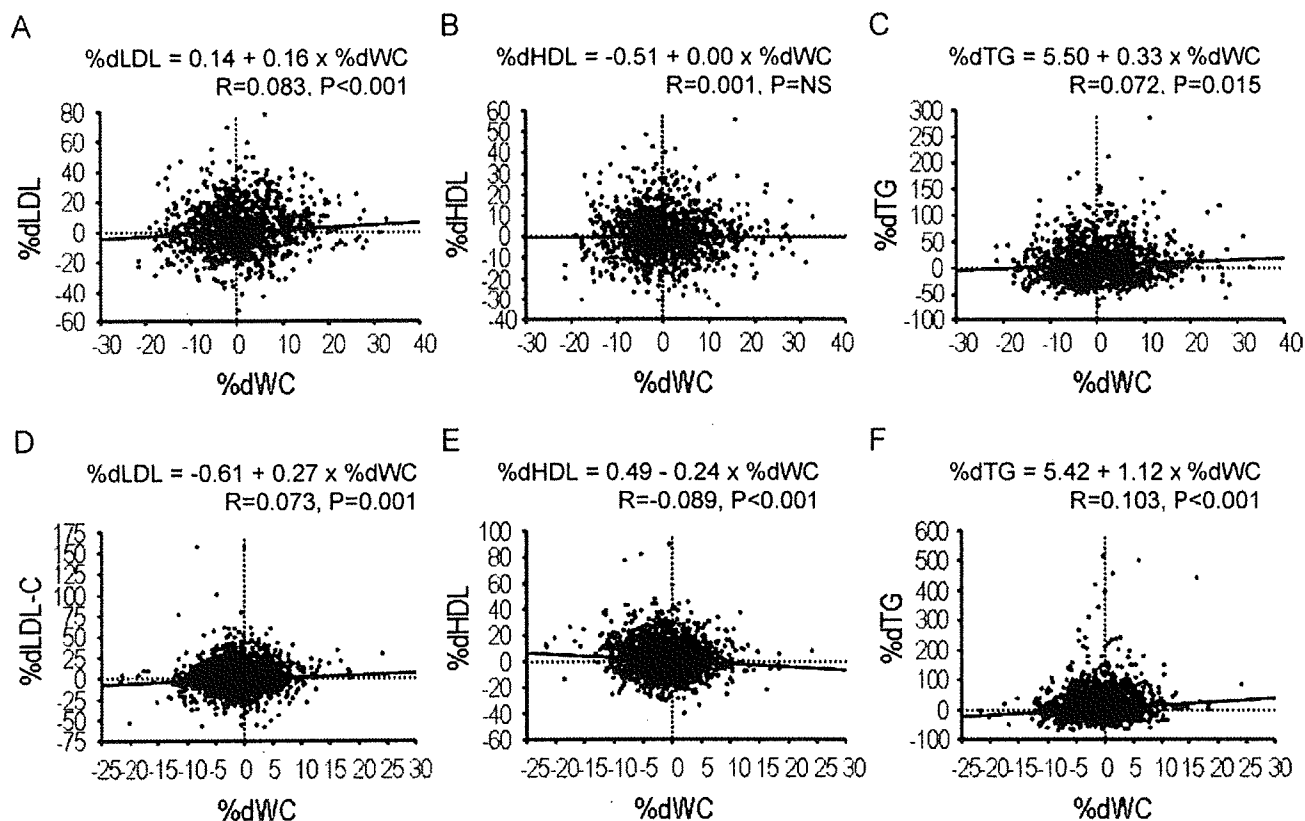 A
%dLDL = 0.14 + 0.16 x %dWC
R=0.083, P<0.001
80
60
40
20
0
-20
-40
-60
%dLDL
-30 -20 -10 0 10 20 30 40
%dWC
B
%dHDL = -0.51 + 0.00 x %dWC
R=0.001, P=NS
60
50
40
30
20
10
0
-10
-20
-30
-40
%dHDL
-30 -20 -10 0 10 20 30 40
%dWC
C
%dTG = 5.50 + 0.33 x %dWC
R=0.072, P=0.015
300
250
200
150
100
50
0
-50
-100
%dTG
-30 -20 -10 0 10 20 30 40
%dWC
D
%dLDL = -0.61 + 0.27 x %dWC
R=0.073, P=0.001
175
150
125
100
75
50
25
0
-25
-50
-75
%dLDL-C
-25 -20 -15 -10 -5 0 5 10 15 20 25 30
%dWC
E
%dHDL = 0.49 - 0.24 x %dWC
R=-0.089, P<0.001
100
80
60
40
20
0
-20
-40
-60
%dHDL
-25 -20 -15 -10 -5 0 5 10 15 20 25 30
%dWC
F
%dTG = 5.42 + 1.12 x %dWC
R=0.103, P<0.001
600
500
400
300
200
100
0
-100
%dTG
-25 -20 -15 -10 -5 0 5 10 15 20 25 30
%dWC